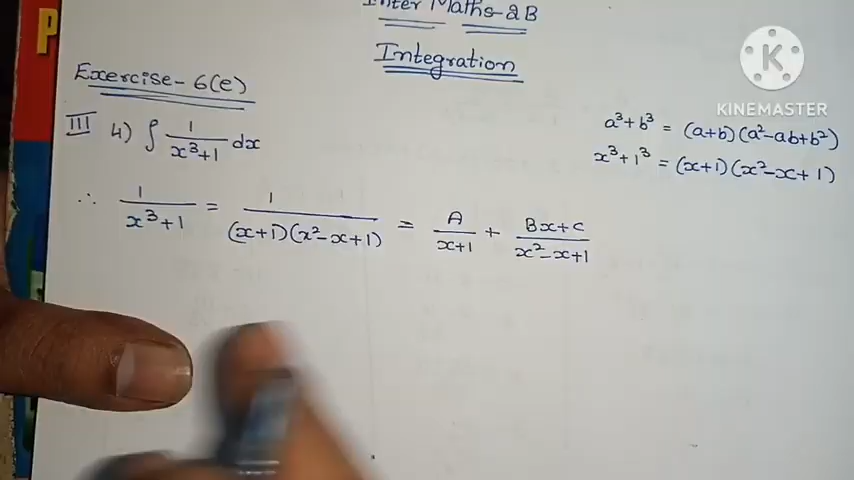 Inter Maths-2B
Integration
Exercise-6(e)
III 4) ∫ 1/(x³+1) dx
a³+b³ = (a+b)(a²-ab+b²)
x³+1³ = (x+1)(x²-x+1)
∴ 1/(x³+1) = 1/((x+1)(x²-x+1)) = A/(x+1) + (Bx+c)/(x²-x+1)
K
KINEMASTER
P